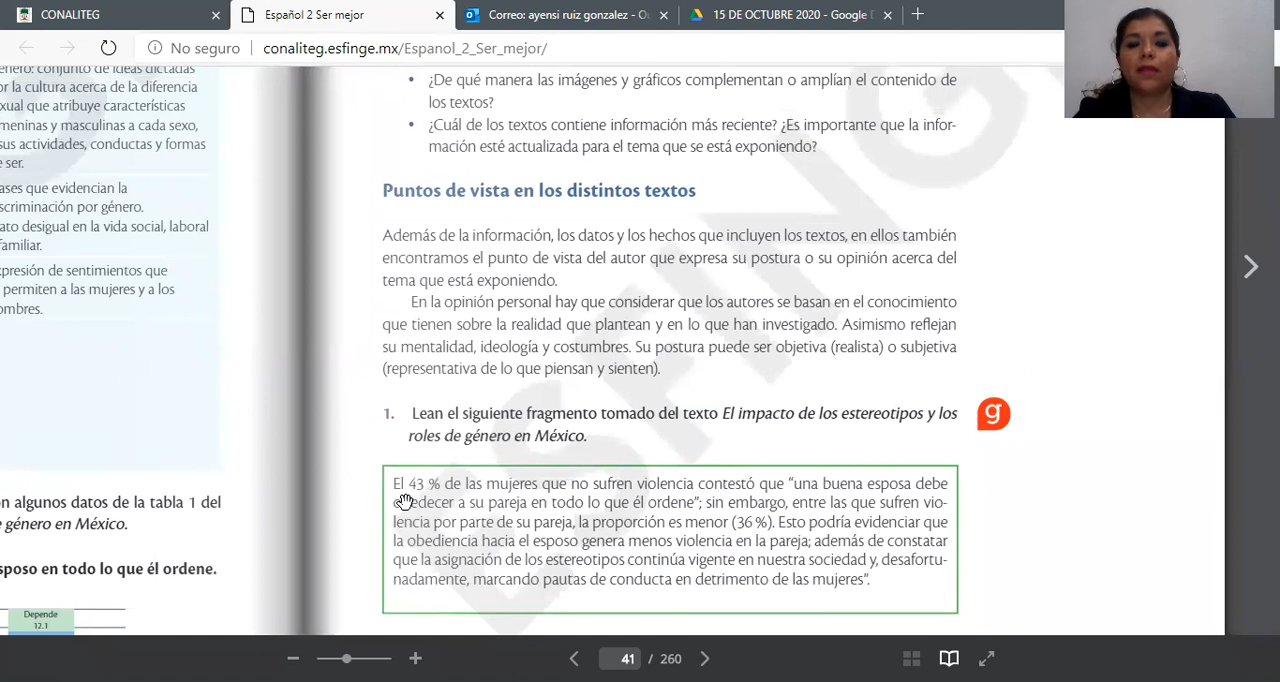 CONALITEG
Español 2 Ser mejor
Correo: ayensi ruiz gonzalez - Ou
15 DE OCTUBRE 2020 - Google D
No seguro
conaliteg.esfinge.mx/Espanol_2_Ser_mejor/
énero: conjunto de ideas dictadas
or la cultura acerca de la diferencia
xual que atribuye características
meninas y masculinas a cada sexo,
sus actividades, conductas y formas
e ser.
ases que evidencian la
scriminación por género.
ato desigual en la vida social, laboral
familiar.
xpresión de sentimientos que
permiten a las mujeres y a los
ombres.
on algunos datos de la tabla 1 del
e género en México.
sposo en todo lo que él ordene.
Depende
12.1
• ¿De qué manera las imágenes y gráficos complementan o amplían el contenido de
los textos?
• ¿Cuál de los textos contiene información más reciente? ¿Es importante que la infor-
mación esté actualizada para el tema que se está exponiendo?
Puntos de vista en los distintos textos
Además de la información, los datos y los hechos que incluyen los textos, en ellos también
encontramos el punto de vista del autor que expresa su postura o su opinión acerca del
tema que está exponiendo.
En la opinión personal hay que considerar que los autores se basan en el conocimiento
que tienen sobre la realidad que plantean y en lo que han investigado. Asimismo reflejan
su mentalidad, ideología y costumbres. Su postura puede ser objetiva (realista) o subjetiva
(representativa de lo que piensan y sienten).
1. Lean el siguiente fragmento tomado del texto El impacto de los estereotipos y los
roles de género en México.
g
El 43 % de las mujeres que no sufren violencia contestó que “una buena esposa debe
obedecer a su pareja en todo lo que él ordene”; sin embargo, entre las que sufren vio-
lencia por parte de su pareja, la proporción es menor (36 %). Esto podría evidenciar que
la obediencia hacia el esposo genera menos violencia en la pareja; además de constatar
que la asignación de los estereotipos continúa vigente en nuestra sociedad y, desafortu-
nadamente, marcando pautas de conducta en detrimento de las mujeres”.
ESFINGE
41 / 260